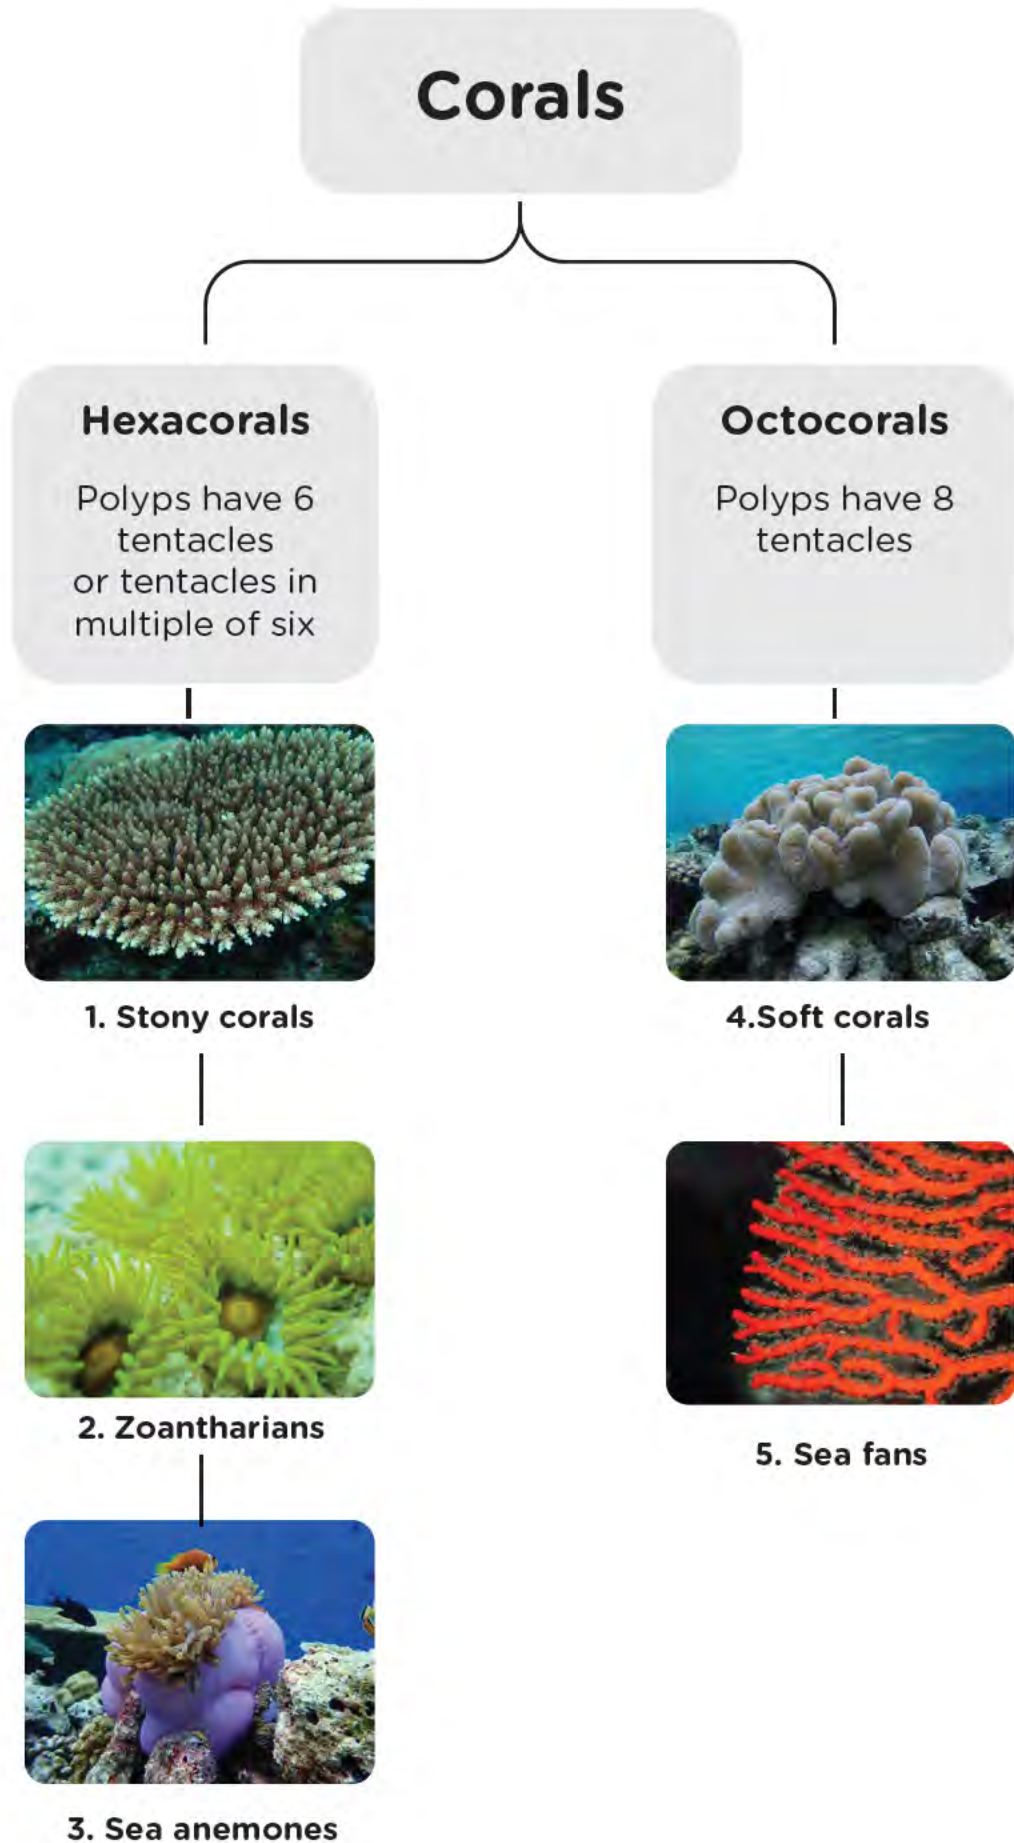 Corals
Hexacorals
Polyps have 6
tentacles
or tentacles in
multiple of six
Octocorals
Polyps have 8
tentacles
1. Stony corals
4.Soft corals
2. Zoantharians
5. Sea fans
3. Sea anemones